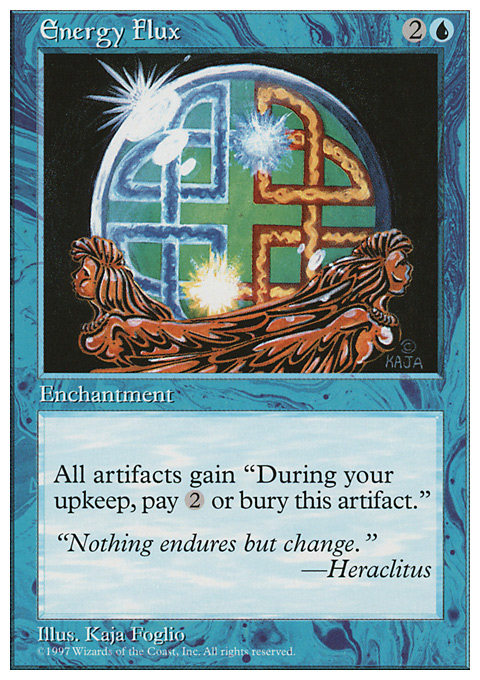 Energy Flux 2
© KAJA
Enchantment
All artifacts gain “During your
upkeep, pay 2 or bury this artifact.”
“Nothing endures but change.”
—Heraclitus
Illus. Kaja Foglio
©1997 Wizards of the Coast, Inc. All rights reserved.